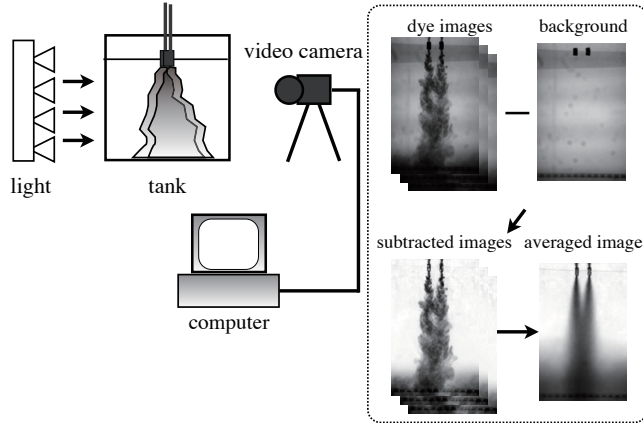 dye images
background
video camera
light
tank
subtracted images
averaged image
computer